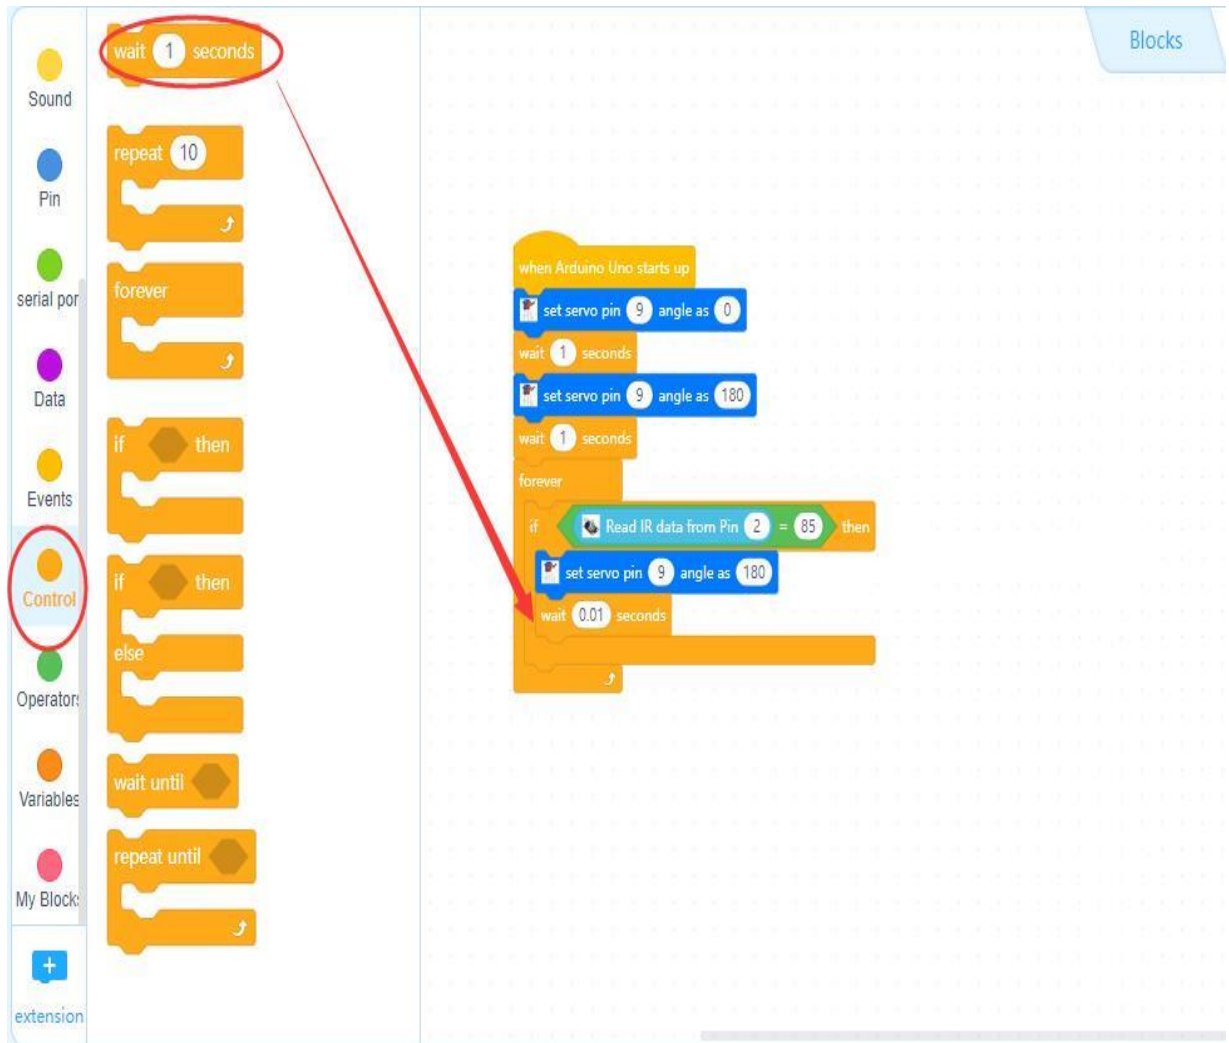 Blocks
Sound
Pin
serial por
Data
Events
Control
Operators
Variables
My Blocks
+
extension
wait 1 seconds
repeat 10
forever
if then
if then
else
wait until
repeat until
when Arduino Uno starts up
set servo pin 9 angle as 0
wait 1 seconds
set servo pin 9 angle as 180
wait 1 seconds
forever
if Read IR data from Pin 2 = 85 then
set servo pin 9 angle as 180
wait 0.01 seconds